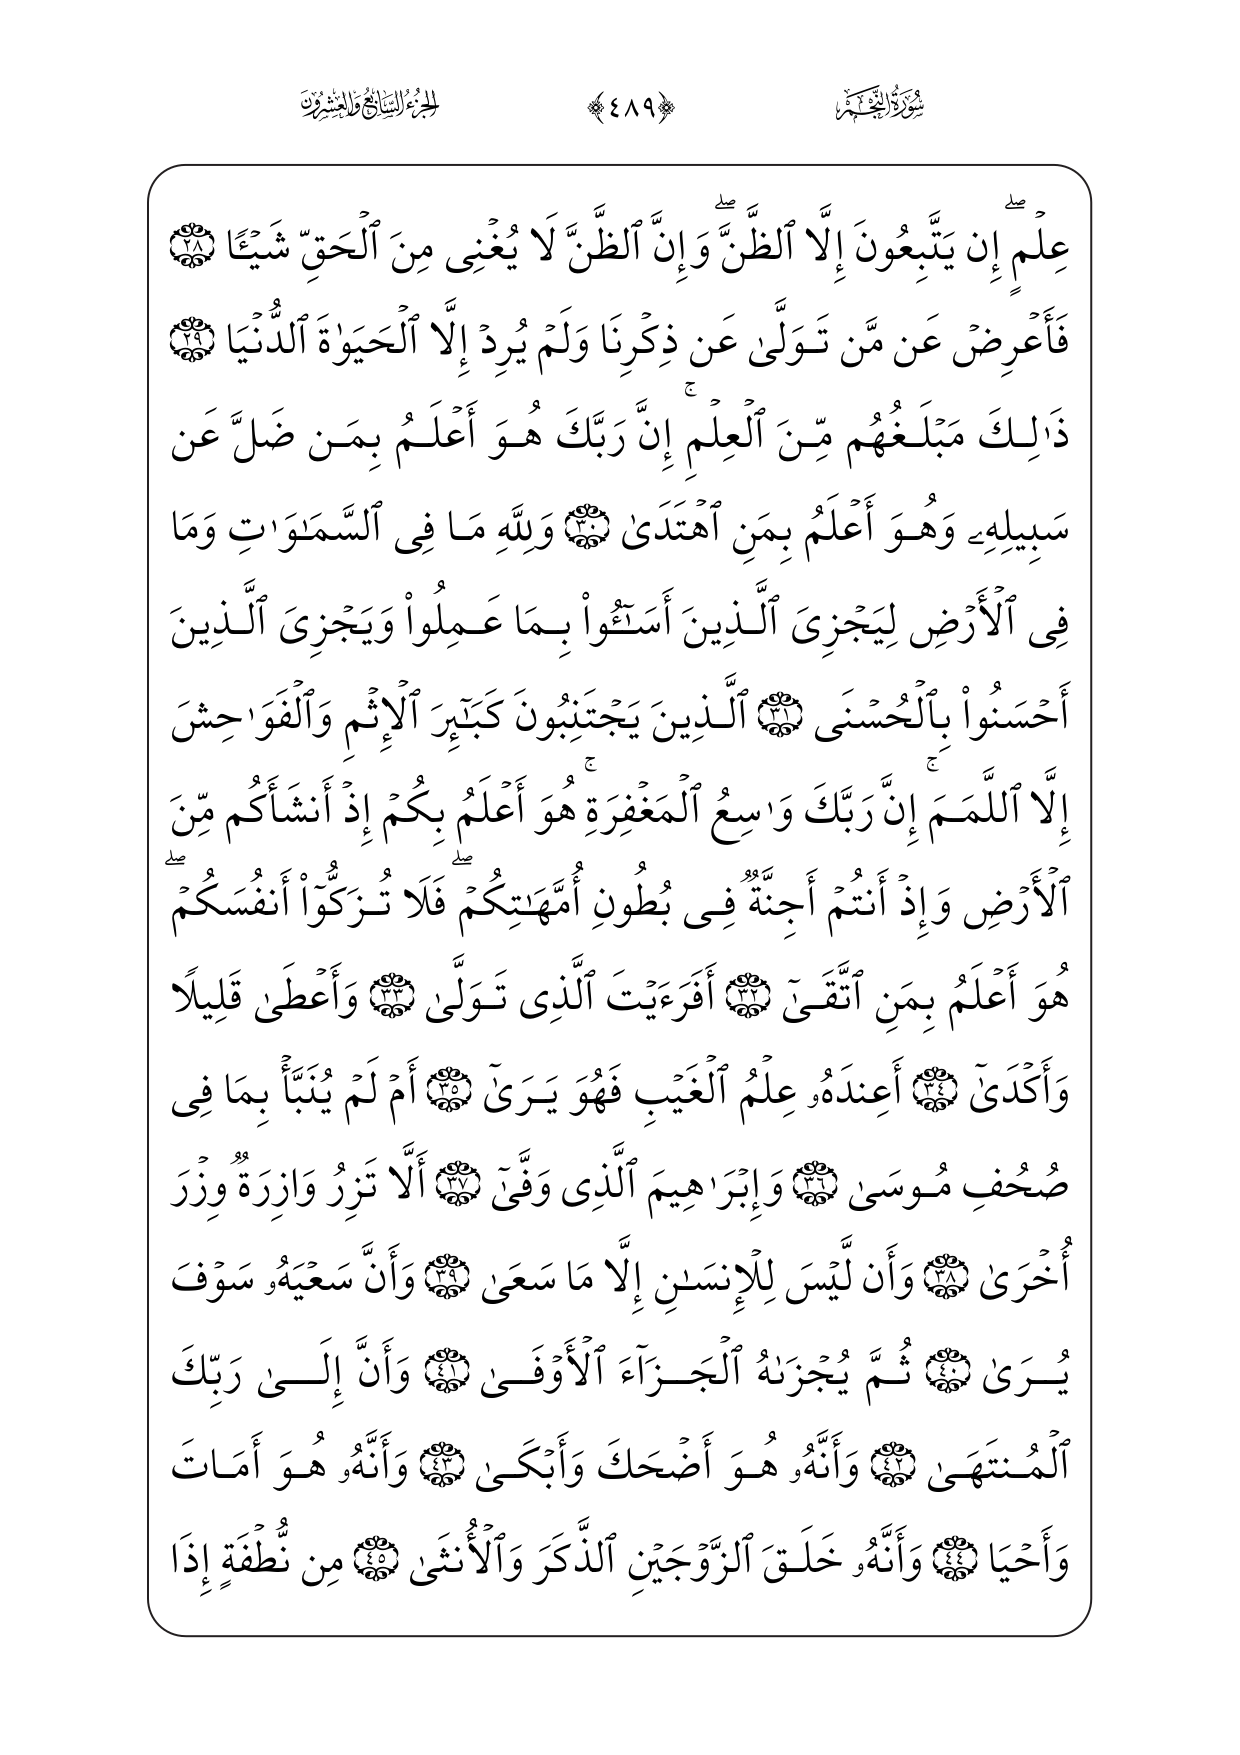 سُورَةُ النَّجْمِ ﴿٤٨٩﴾ الجُزْءُ السَّابِعُ وَالعِشْرُونَ
عِلۡمٍۖ إِن يَتَّبِعُونَ إِلَّا ٱلظَّنَّۖ وَإِنَّ ٱلظَّنَّ لَا يُغۡنِى مِنَ ٱلۡحَقِّ شَيۡـًٔا ٢٨
فَأَعۡرِضۡ عَن مَّن تَوَلَّىٰ عَن ذِكۡرِنَا وَلَمۡ يُرِدۡ إِلَّا ٱلۡحَيَوٰةَ ٱلدُّنۡيَا ٢٩
ذَٰلِكَ مَبۡلَغُهُم مِّنَ ٱلۡعِلۡمِۚ إِنَّ رَبَّكَ هُوَ أَعۡلَمُ بِمَن ضَلَّ عَن
سَبِيلِهِۦ وَهُوَ أَعۡلَمُ بِمَنِ ٱهۡتَدَىٰ ٣٠ وَلِلَّهِ مَا فِى ٱلسَّمَٰوَٰتِ وَمَا
فِى ٱلۡأَرۡضِ لِيَجۡزِىَ ٱلَّذِينَ أَسَـٰٓـُٔوا۟ بِمَا عَمِلُوا۟ وَيَجۡزِىَ ٱلَّذِينَ
أَحۡسَنُوا۟ بِٱلۡحُسۡنَى ٣١ ٱلَّذِينَ يَجۡتَنِبُونَ كَبَـٰٓئِرَ ٱلۡإِثۡمِ وَٱلۡفَوَٰحِشَ
إِلَّا ٱللَّمَمَۚ إِنَّ رَبَّكَ وَٰسِعُ ٱلۡمَغۡفِرَةِۚ هُوَ أَعۡلَمُ بِكُمۡ إِذۡ أَنشَأَكُم مِّنَ
ٱلۡأَرۡضِ وَإِذۡ أَنتُمۡ أَجِنَّةٌ فِى بُطُونِ أُمَّهَٰتِكُمۡۖ فَلَا تُزَكُّوٓا۟ أَنفُسَكُمۡۖ
هُوَ أَعۡلَمُ بِمَنِ ٱتَّقَىٰٓ ٣٢ أَفَرَءَيۡتَ ٱلَّذِى تَوَلَّىٰ ٣٣ وَأَعۡطَىٰ قَلِيلًا
وَأَكۡدَىٰٓ ٣٤ أَعِندَهُۥ عِلۡمُ ٱلۡغَيۡبِ فَهُوَ يَرَىٰٓ ٣٥ أَمۡ لَمۡ يُنَبَّأۡ بِمَا فِى
صُحُفِ مُوسَىٰ ٣٦ وَإِبۡرَٰهِيمَ ٱلَّذِى وَفَّىٰٓ ٣٧ أَلَّا تَزِرُ وَازِرَةٌ وِزۡرَ
أُخۡرَىٰ ٣٨ وَأَن لَّيۡسَ لِلۡإِنسَٰنِ إِلَّا مَا سَعَىٰ ٣٩ وَأَنَّ سَعۡيَهُۥ سَوۡفَ
يُرَىٰ ٤٠ ثُمَّ يُجۡزَىٰهُ ٱلۡجَزَآءَ ٱلۡأَوۡفَىٰ ٤١ وَأَنَّ إِلَىٰ رَبِّكَ
ٱلۡمُنتَهَىٰ ٤٢ وَأَنَّهُۥ هُوَ أَضۡحَكَ وَأَبۡكَىٰ ٤٣ وَأَنَّهُۥ هُوَ أَمَاتَ
وَأَحۡيَا ٤٤ وَأَنَّهُۥ خَلَقَ ٱلزَّوۡجَيۡنِ ٱلذَّكَرَ وَٱلۡأُنثَىٰ ٤٥ مِن نُّطۡفَةٍ إِذَا